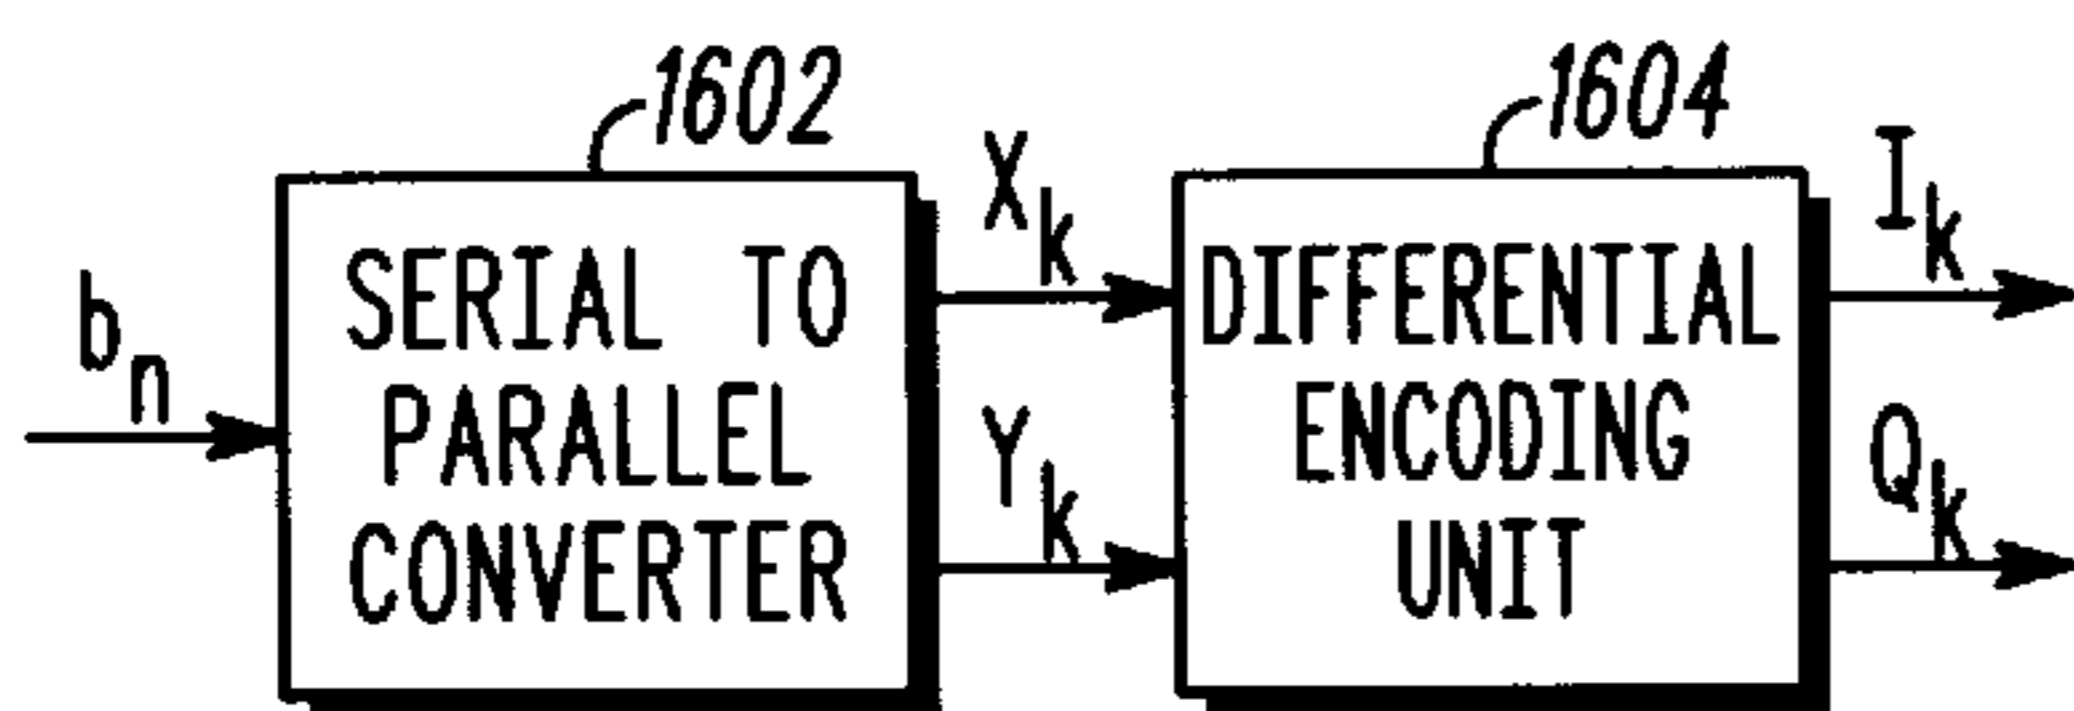 1602
1604
b_n
SERIAL TO
PARALLEL
CONVERTER
X_k
Y_k
DIFFERENTIAL
ENCODING
UNIT
I_k
Q_k